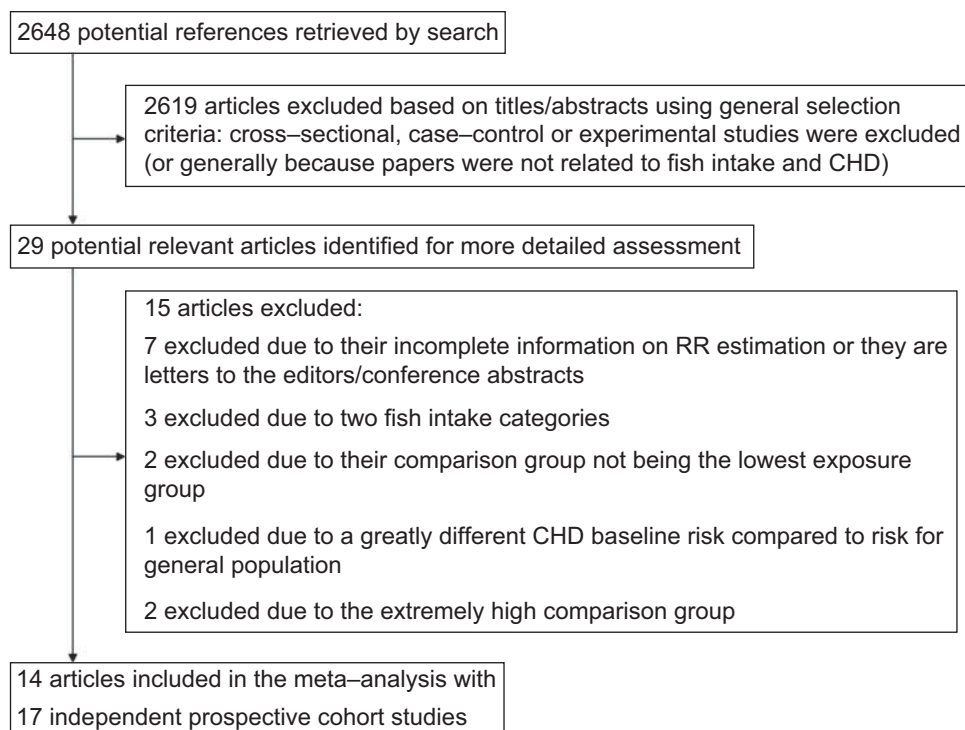 2648 potential references retrieved by search
2619 articles excluded based on titles/abstracts using general selection
criteria: cross–sectional, case–control or experimental studies were excluded
(or generally because papers were not related to fish intake and CHD)
29 potential relevant articles identified for more detailed assessment
15 articles excluded:
7 excluded due to their incomplete information on RR estimation or they are
letters to the editors/conference abstracts
3 excluded due to two fish intake categories
2 excluded due to their comparison group not being the lowest exposure
group
1 excluded due to a greatly different CHD baseline risk compared to risk for
general population
2 excluded due to the extremely high comparison group
14 articles included in the meta–analysis with
17 independent prospective cohort studies